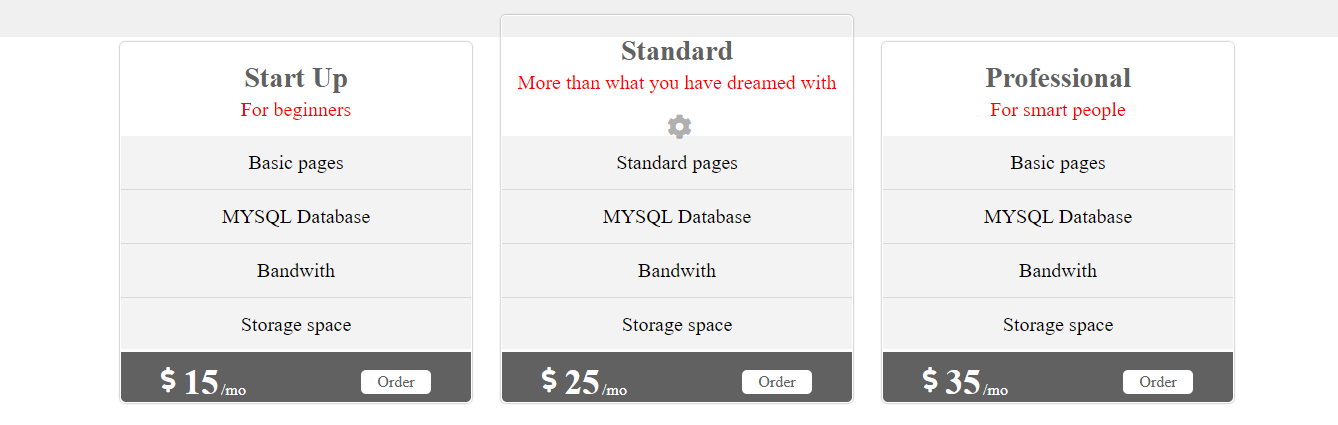 Start Up
For beginners
Basic pages
MYSQL Database
Bandwith
Storage space
$ 15 /mo
Order
Standard
More than what you have dreamed with
Standard pages
MYSQL Database
Bandwith
Storage space
$ 25 /mo
Order
Professional
For smart people
Basic pages
MYSQL Database
Bandwith
Storage space
$ 35 /mo
Order